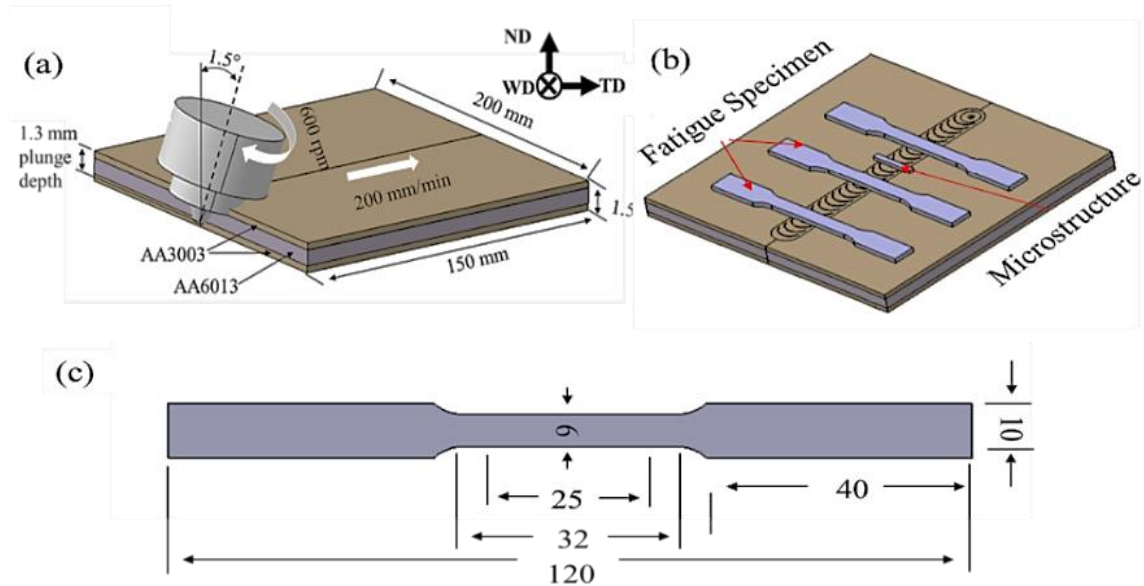 (a)
1.5°
ND
WD
TD
1.3 mm
plunge
depth
600 rpm
200 mm
200 mm/min
1.5
AA3003
AA6013
150 mm
(b)
Fatigue Specimen
Microstructure
(c)
6
10
25
40
32
120